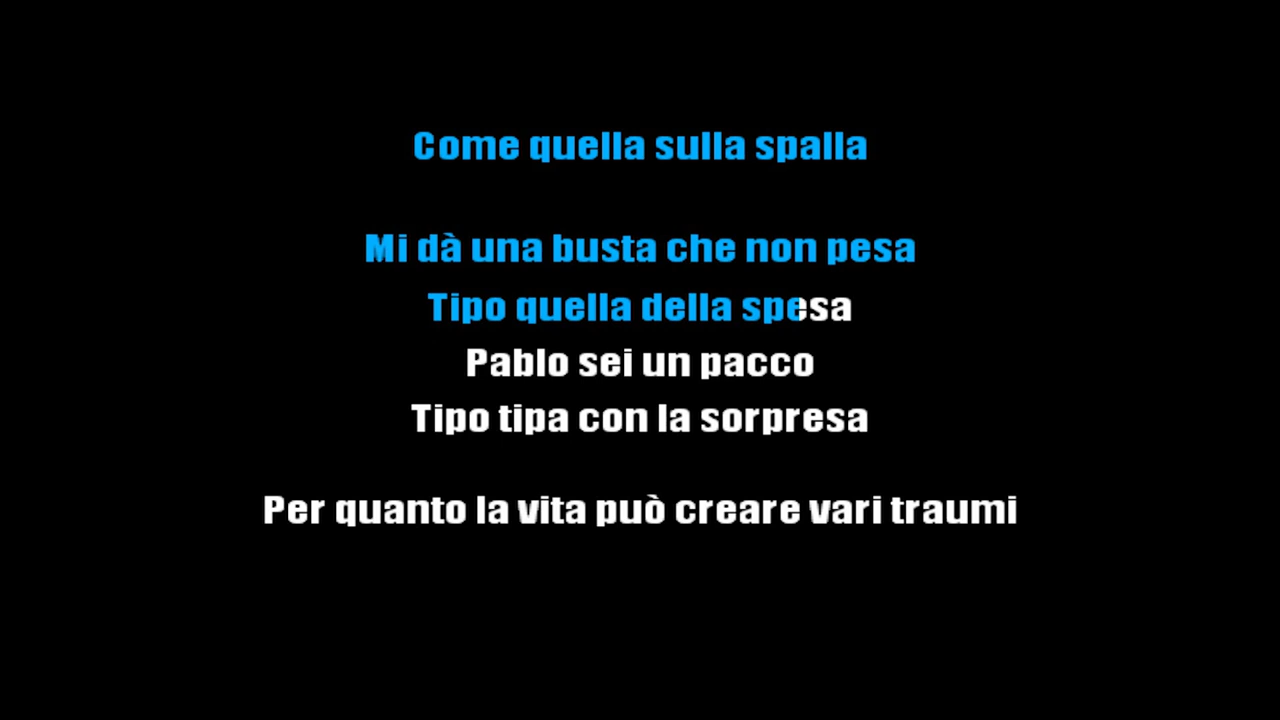 Come quella sulla spalla
Mi dà una busta che non pesa
Tipo quella della spesa
Pablo sei un pacco
Tipo tipa con la sorpresa
Per quanto la vita può creare vari traumi